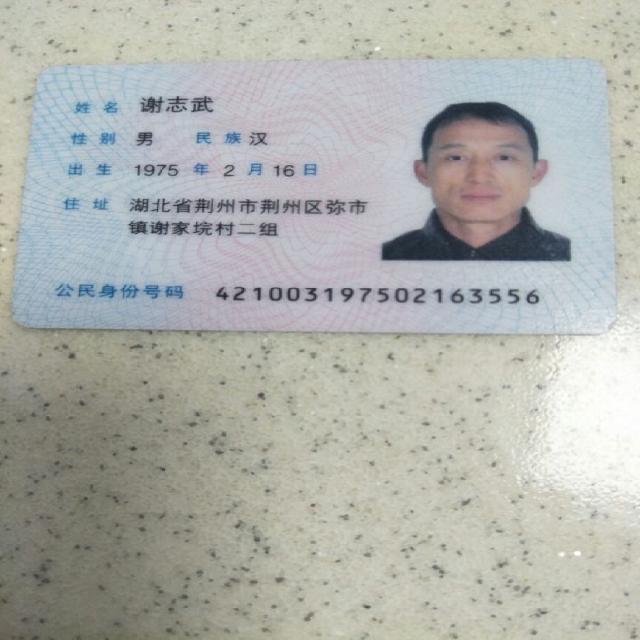 姓名 谢志武
性别 男 民族 汉
出生 1975 年 2 月 16 日
住址 湖北省荆州市荆州区弥市
镇谢家垸村二组
公民身份号码 421003197502163556